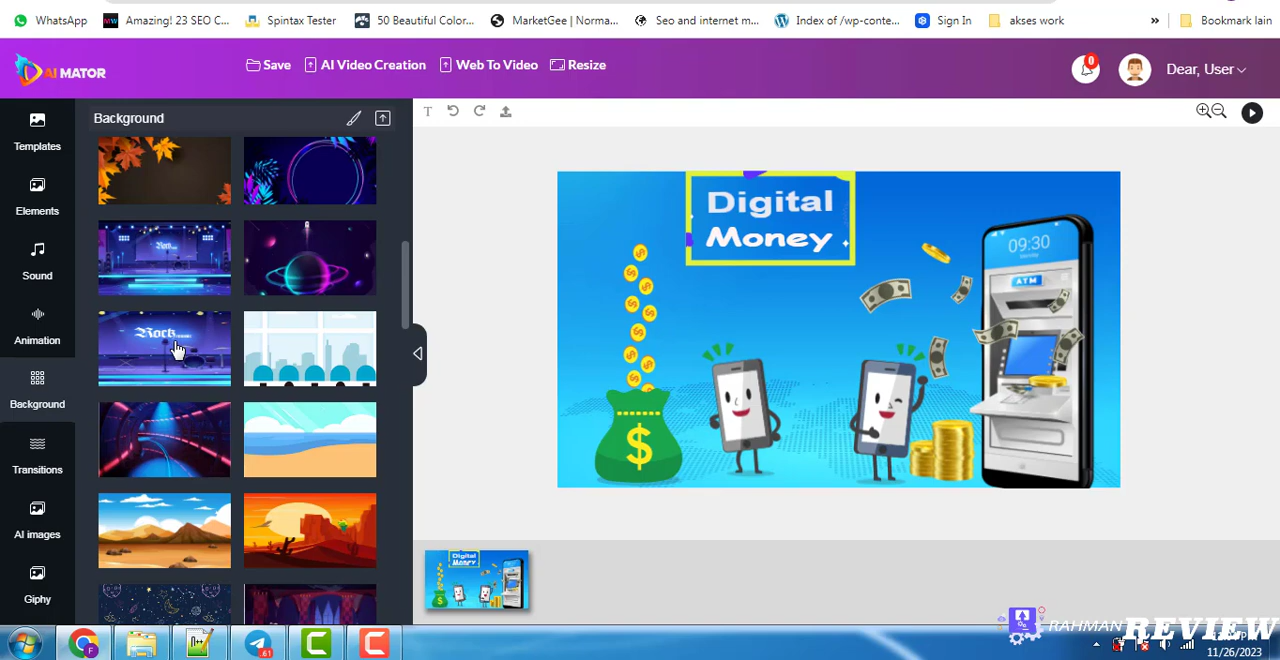 WhatsApp
Amazing! 23 SEO C...
Spintax Tester
50 Beautiful Color...
MarketGee | Norma...
Seo and internet m...
Index of /wp-conte...
Sign In
akses work
»
Bookmark lain
AI MATOR
Save
AI Video Creation
Web To Video
Resize
0
Dear, User
Templates
Elements
Sound
Animation
Background
Transitions
AI images
Giphy
Background
T
Digital
Money
09:30
ATM
$
Digital
Money
61
RAHMAN REVIEW
11/26/2023